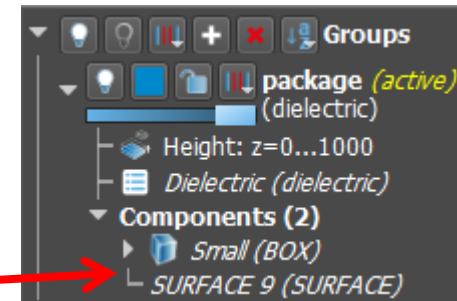 Groups
package (active)
(dielectric)
Height: z=0...1000
Dielectric (dielectric)
Components (2)
Small (BOX)
SURFACE 9 (SURFACE)